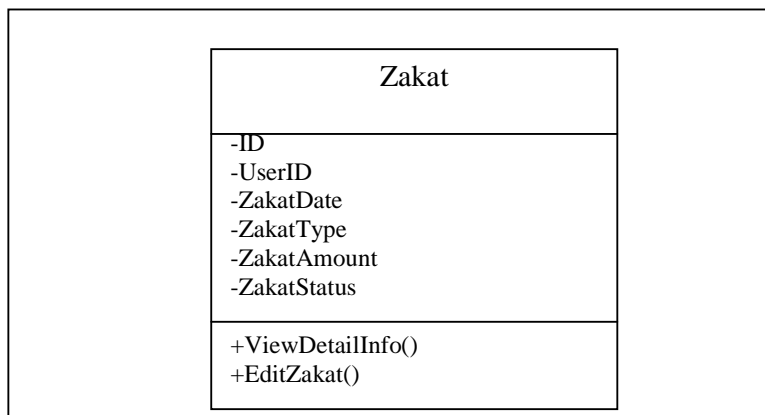 Zakat
-ID
-UserID
-ZakatDate
-ZakatType
-ZakatAmount
-ZakatStatus
+ViewDetailInfo()
+EditZakat()